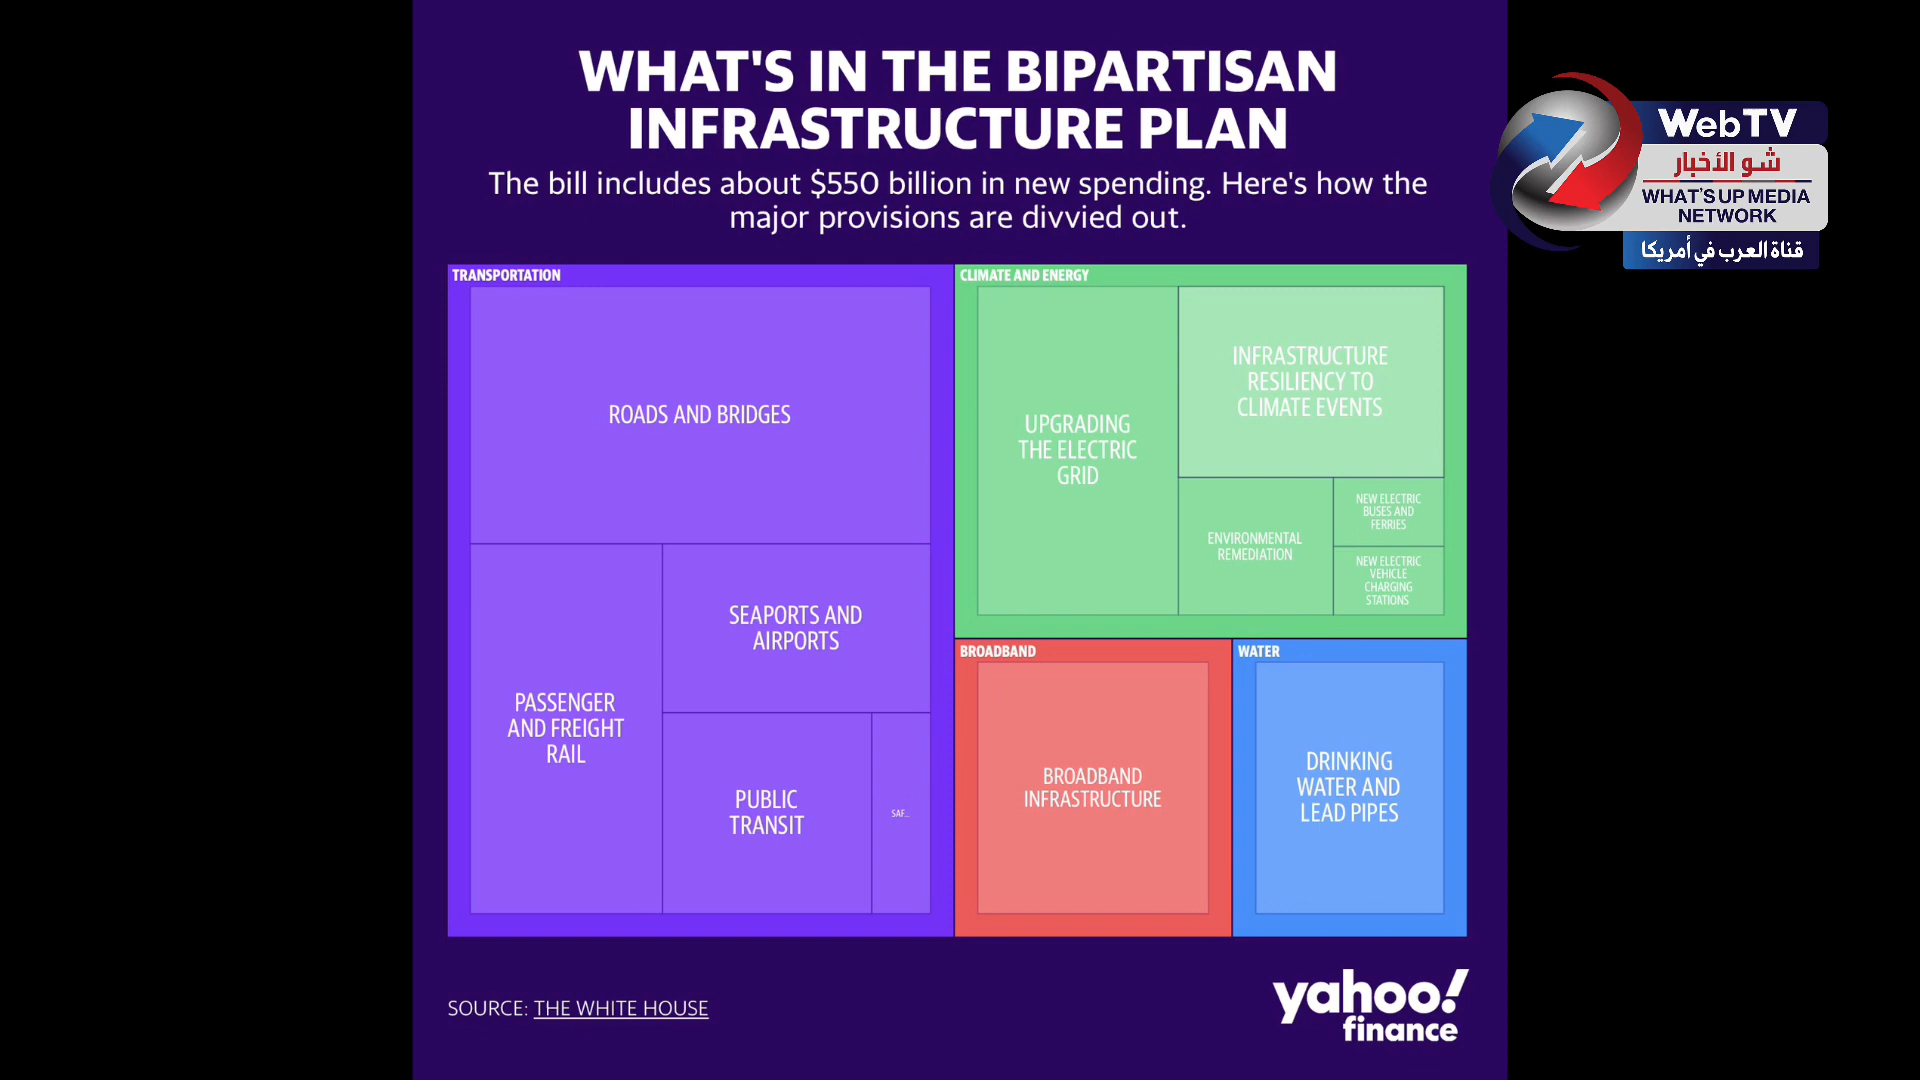 WHAT'S IN THE BIPARTISAN
INFRASTRUCTURE PLAN
The bill includes about $550 billion in new spending. Here's how the
major provisions are divvied out.
WebTV
شو الأخبار
WHAT'S UP MEDIA
NETWORK
قناة العرب في أمريكا
TRANSPORTATION
ROADS AND BRIDGES
PASSENGER
AND FREIGHT
RAIL
SEAPORTS AND
AIRPORTS
PUBLIC
TRANSIT
SAF...
CLIMATE AND ENERGY
UPGRADING
THE ELECTRIC
GRID
INFRASTRUCTURE
RESILIENCY TO
CLIMATE EVENTS
ENVIRONMENTAL
REMEDIATION
NEW ELECTRIC
BUSES AND
FERRIES
NEW ELECTRIC
VEHICLE
CHARGING
STATIONS
BROADBAND
BROADBAND
INFRASTRUCTURE
WATER
DRINKING
WATER AND
LEAD PIPES
SOURCE: THE WHITE HOUSE
yahoo!
finance